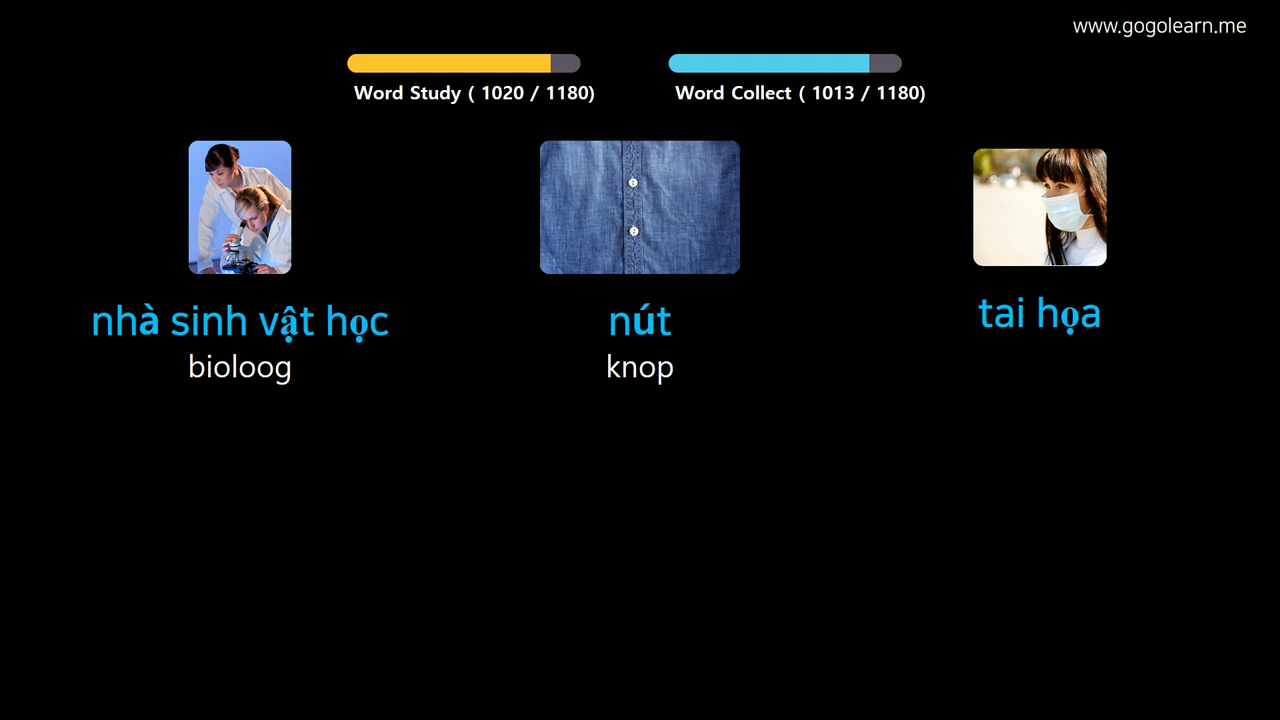 www.gogolearn.me
Word Study ( 1020 / 1180)
Word Collect ( 1013 / 1180)
nhà sinh vật học
bioloog
nút
knop
tai họa